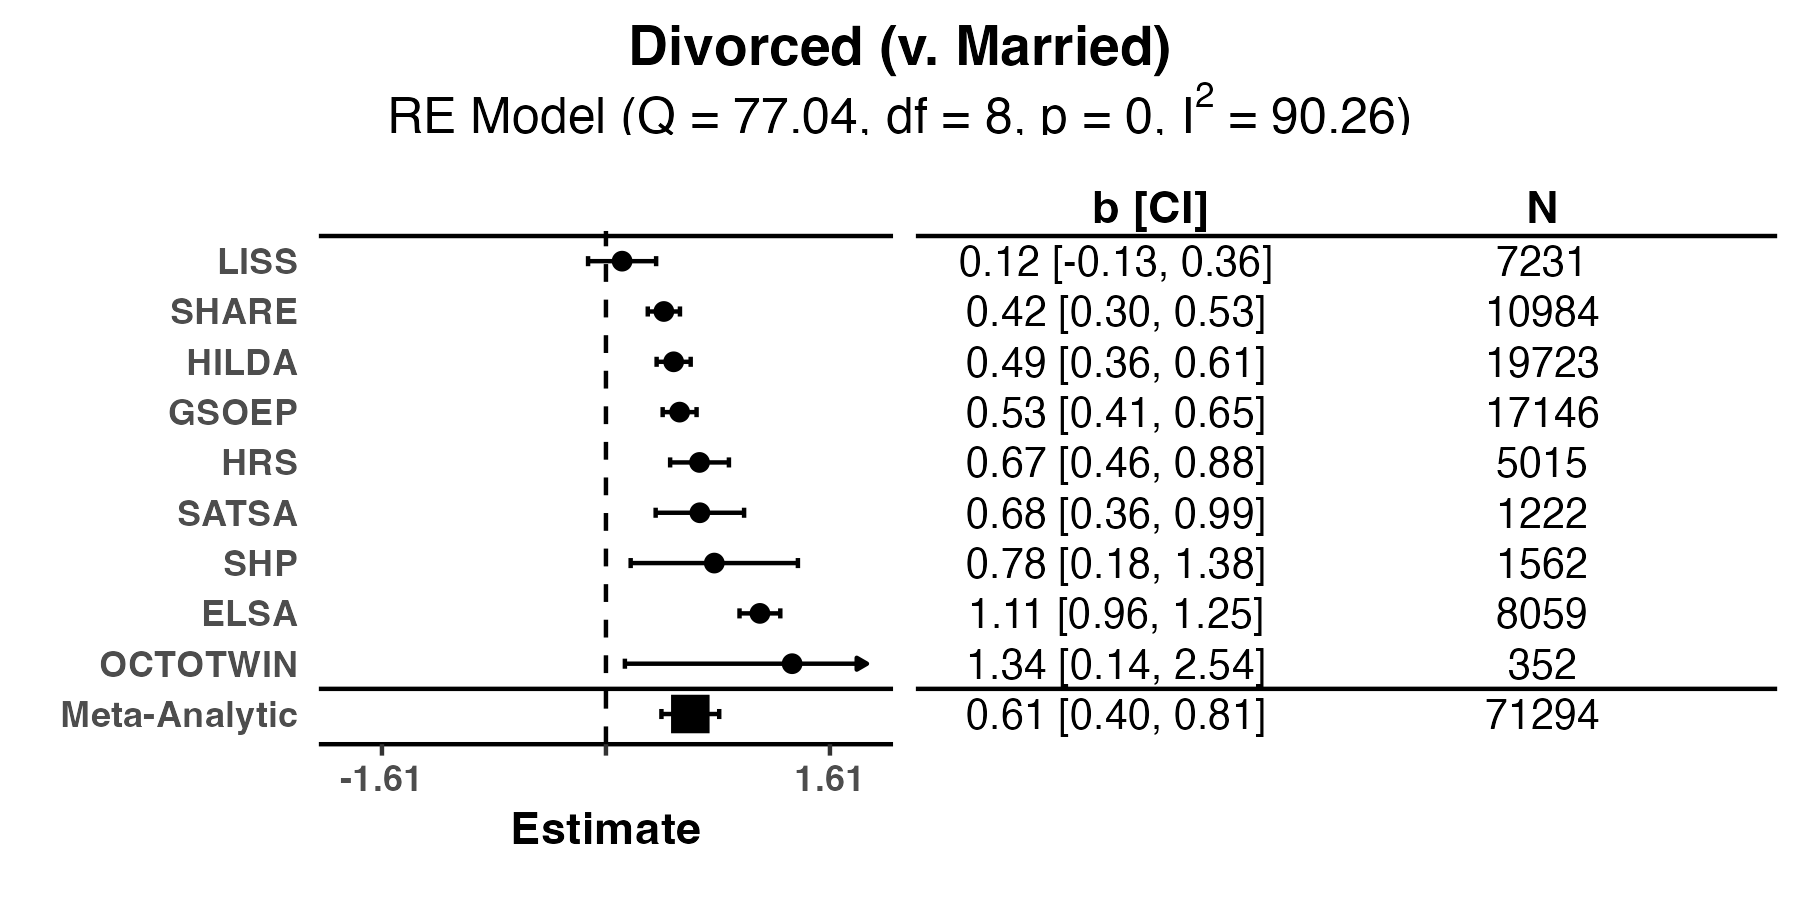 Divorced (v. Married)
RE Model (Q = 77.04, df = 8, p = 0, I² = 90.26)
b [CI] N
LISS 0.12 [-0.13, 0.36] 7231
SHARE 0.42 [0.30, 0.53] 10984
HILDA 0.49 [0.36, 0.61] 19723
GSOEP 0.53 [0.41, 0.65] 17146
HRS 0.67 [0.46, 0.88] 5015
SATSA 0.68 [0.36, 0.99] 1222
SHP 0.78 [0.18, 1.38] 1562
ELSA 1.11 [0.96, 1.25] 8059
OCTOTWIN 1.34 [0.14, 2.54] 352
Meta-Analytic 0.61 [0.40, 0.81] 71294
-1.61 1.61
Estimate